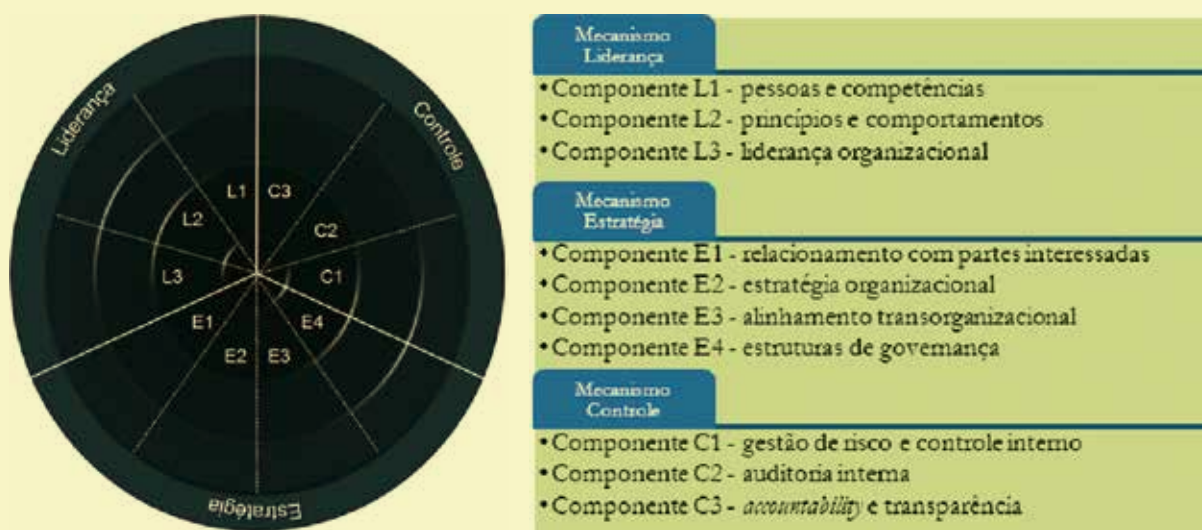 Liderança
Controle
L1
C3
L2
C2
L3
C1
E1
E4
E2
E3
Estratégia
Mecanismo
Liderança
•Componente L1 - pessoas e competências
•Componente L2 - princípios e comportamentos
•Componente L3 - liderança organizacional
Mecanismo
Estratégia
•Componente E1 - relacionamento com partes interessadas
•Componente E2 - estratégia organizacional
•Componente E3 - alinhamento transorganizacional
•Componente E4 - estruturas de governança
Mecanismo
Controle
•Componente C1 - gestão de risco e controle interno
•Componente C2 - auditoria interna
•Componente C3 - accountability e transparência